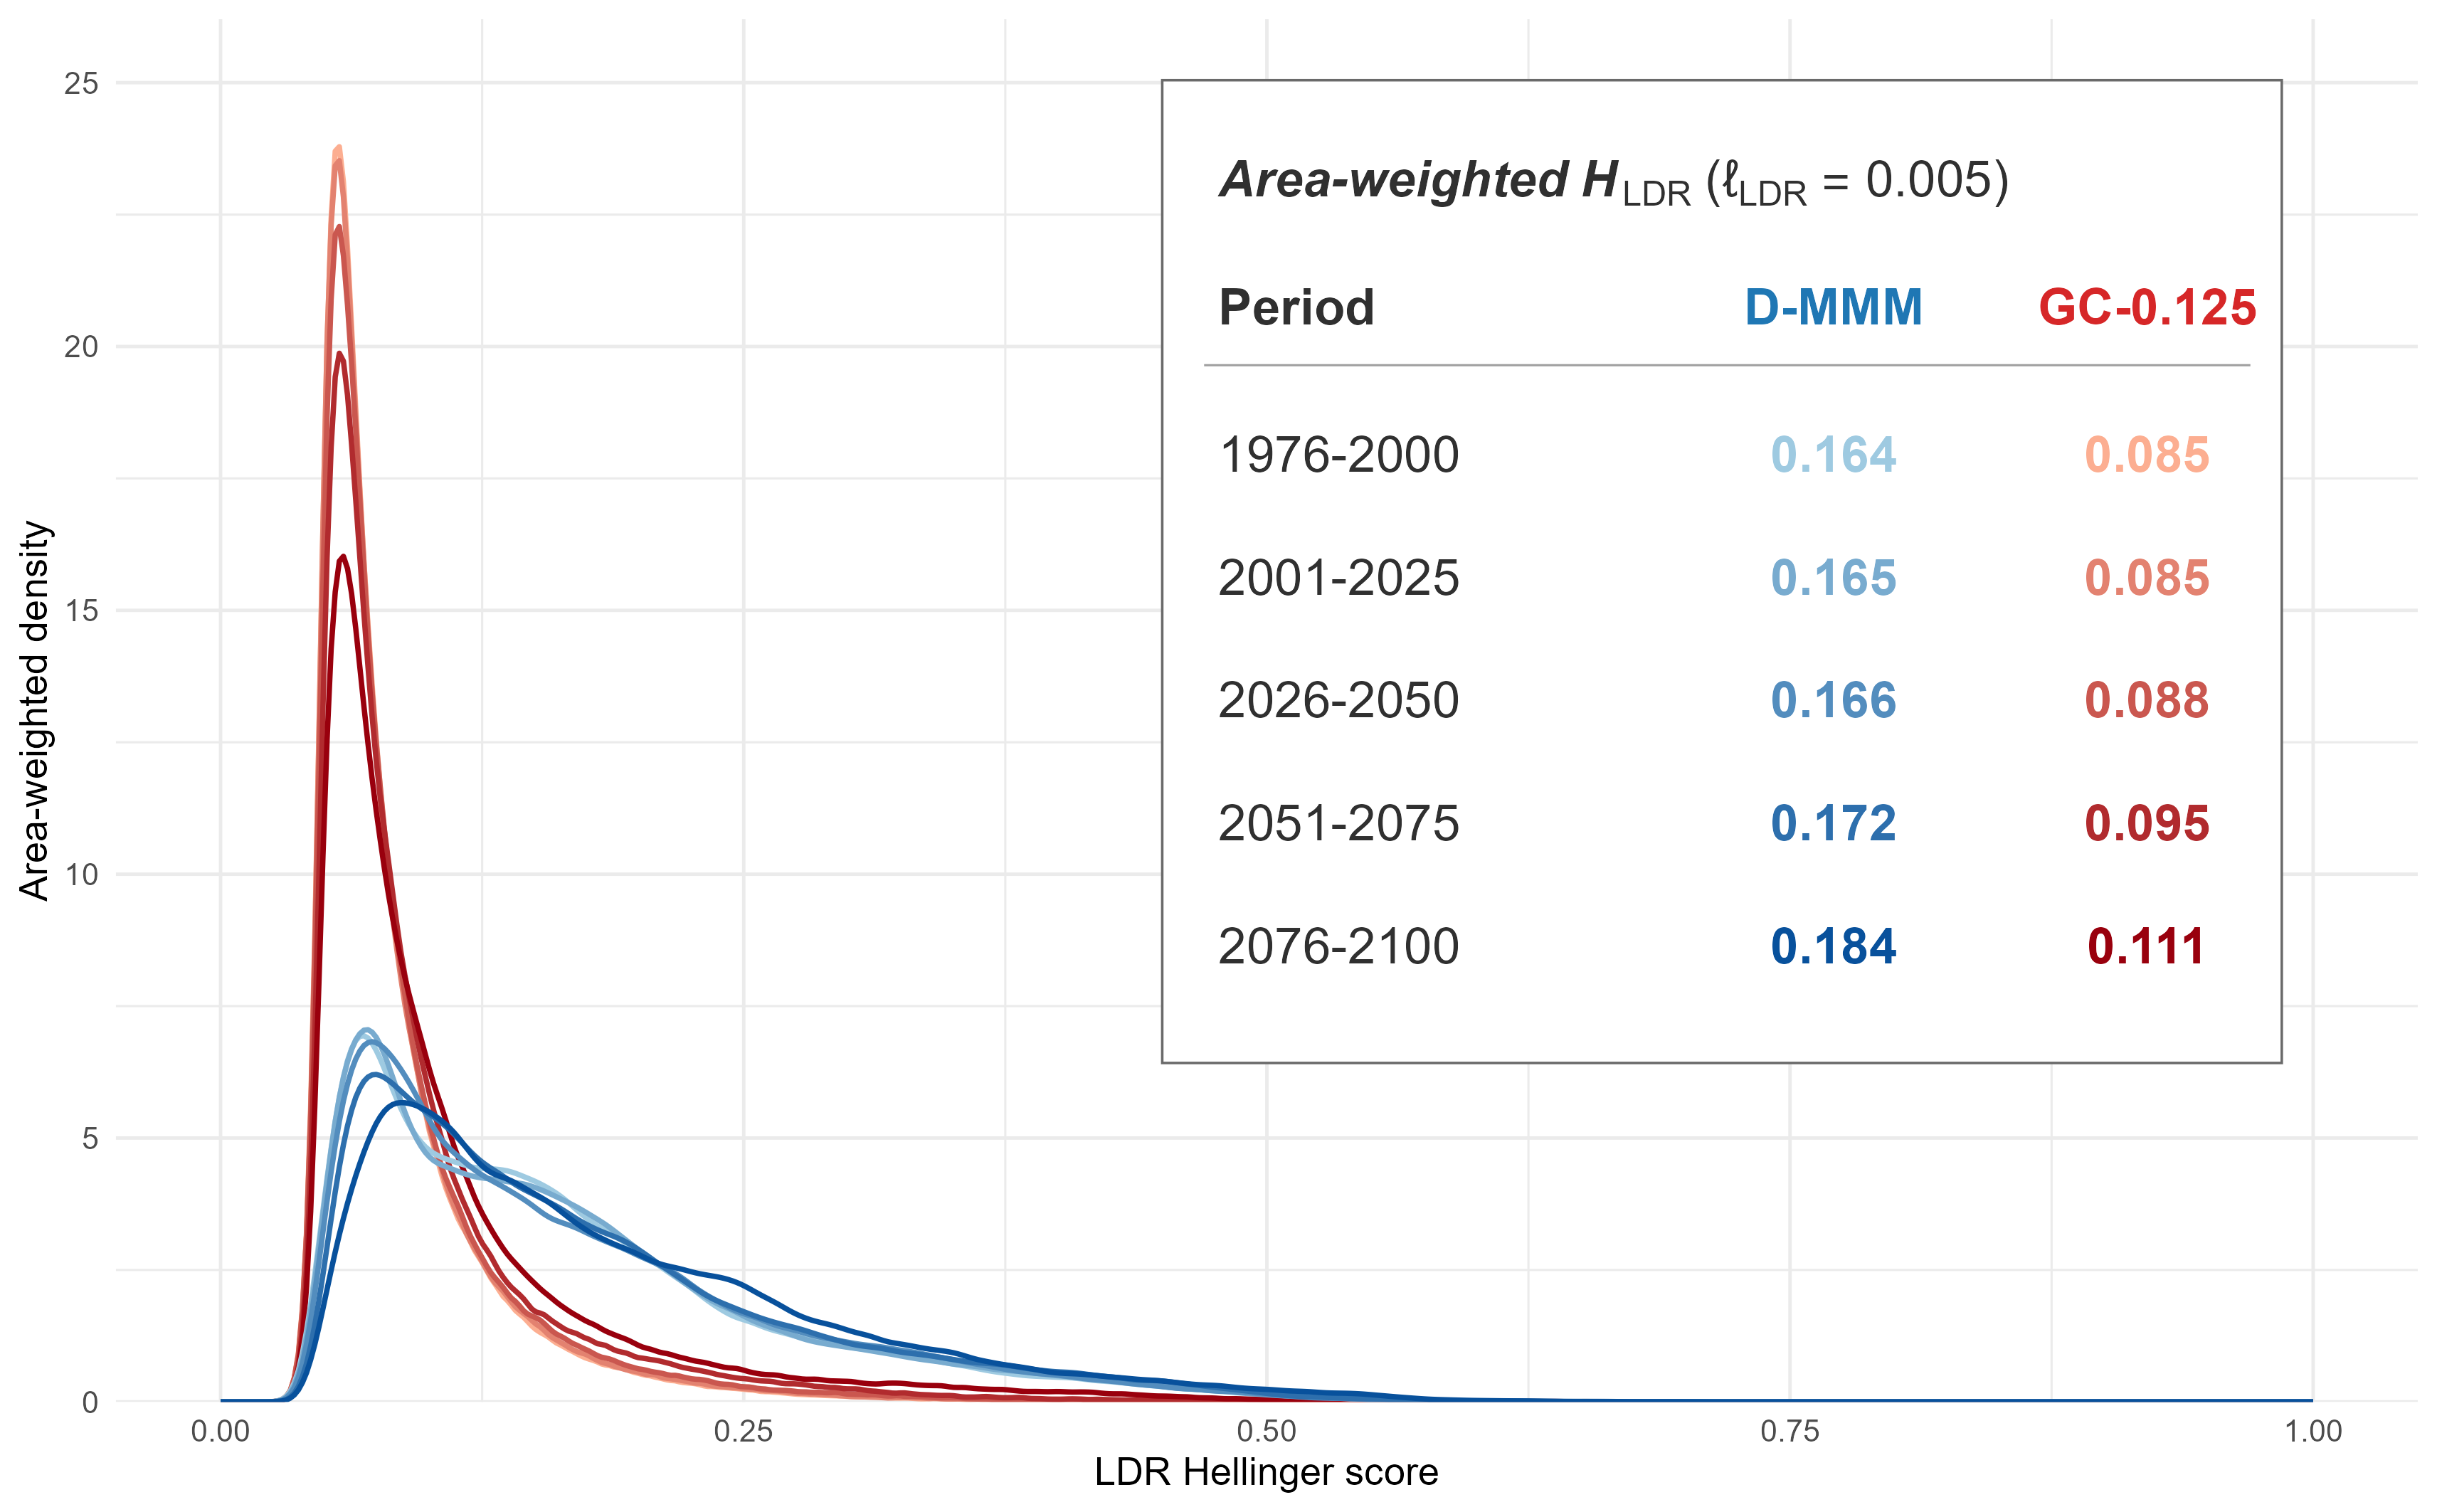 25
20
15
10
5
0
Area-weighted density
0.00 0.25 0.50 0.75 1.00
LDR Hellinger score
Area-weighted H LDR (ℓLDR = 0.005)
Period D-MMM GC-0.125
1976-2000 0.164 0.085
2001-2025 0.165 0.085
2026-2050 0.166 0.088
2051-2075 0.172 0.095
2076-2100 0.184 0.111